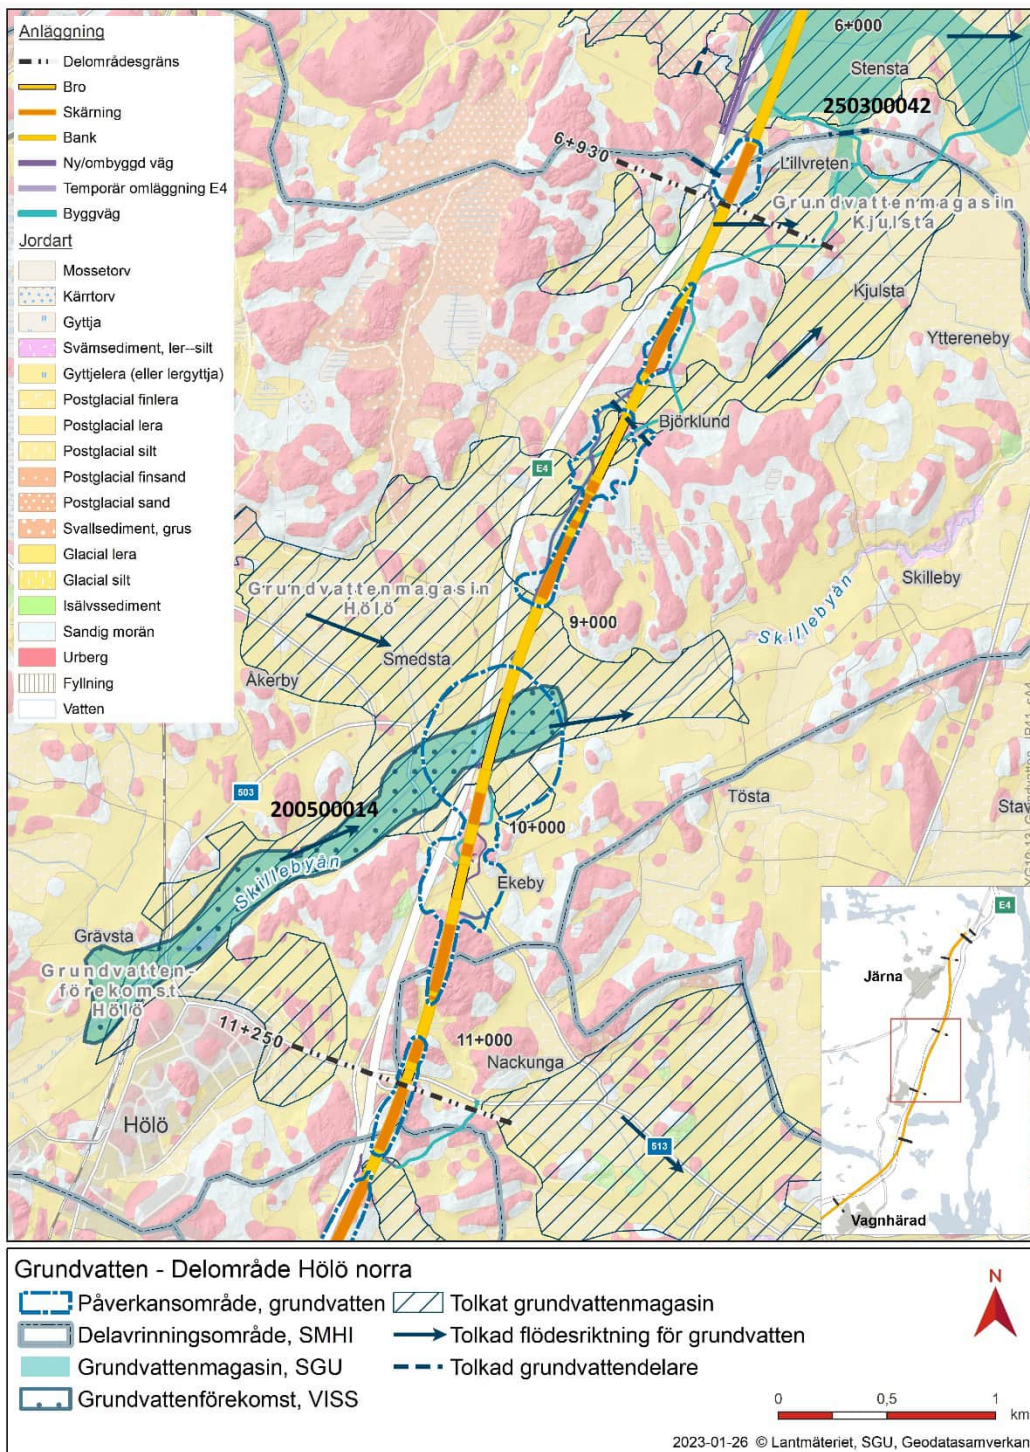 Anläggning
Delområdesgräns
Bro
Skärning
Bank
Ny/ombyggd väg
Temporär omläggning E4
Byggväg
Jordart
Mossetorv
Kärrtorv
Gyttja
Svämsediment, ler--silt
Gyttjelera (eller lergyttja)
Postglacial finlera
Postglacial lera
Postglacial silt
Postglacial finsand
Postglacial sand
Svallsediment, grus
Glacial lera
Glacial silt
Isälvssediment
Sandig morän
Urberg
Fyllning
Vatten
6+000
Stensta
250300042
6+930
Lillvreten
Grundvattenmagasin
Kjulsta
Kjulsta
Yttereneby
Björklund
E4
Skilleby
Grundvattenmagasin
Hölö
9+000
Skillebyån
Smedsta
Åkerby
503
200500014
Tösta
10+000
Skillebyån
Ekeby
Grävsta
Grundvatten-
förekomst
Hölö
11+250
11+000
Nackunga
Hölö
513
E4
Järna
Vagnhärad
Grundvatten - Delområde Hölö norra
Påverkansområde, grundvatten
Tolkat grundvattenmagasin
Delavrinningsområde, SMHI
Tolkad flödesriktning för grundvatten
Grundvattenmagasin, SGU
Tolkad grundvattendelare
Grundvattenförekomst, VISS
N
0 0,5 1
km
2023-01-26 © Lantmäteriet, SGU, Geodatasamverkan